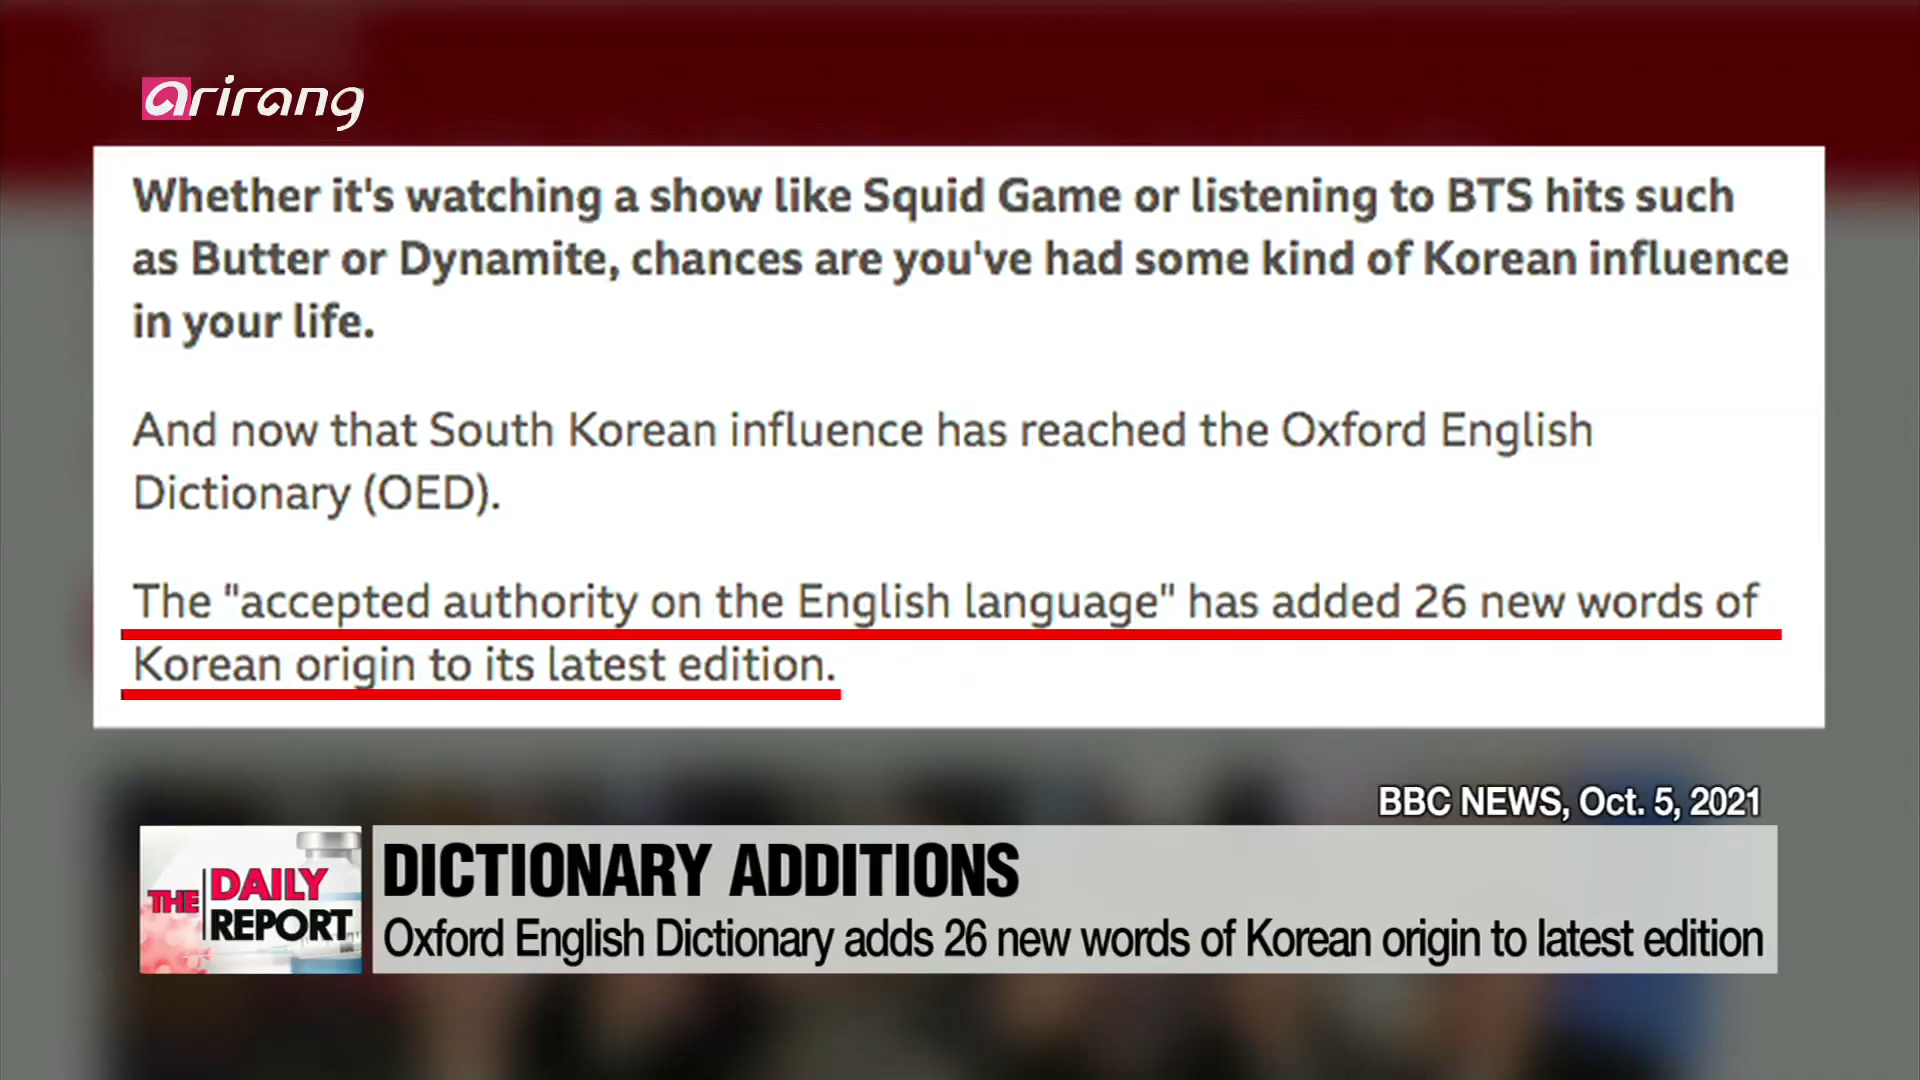 arirang
Whether it's watching a show like Squid Game or listening to BTS hits such
as Butter or Dynamite, chances are you've had some kind of Korean influence
in your life.
And now that South Korean influence has reached the Oxford English
Dictionary (OED).
The "accepted authority on the English language" has added 26 new words of
Korean origin to its latest edition.
BBC NEWS, Oct. 5, 2021
THE DAILY REPORT
DICTIONARY ADDITIONS
Oxford English Dictionary adds 26 new words of Korean origin to latest edition